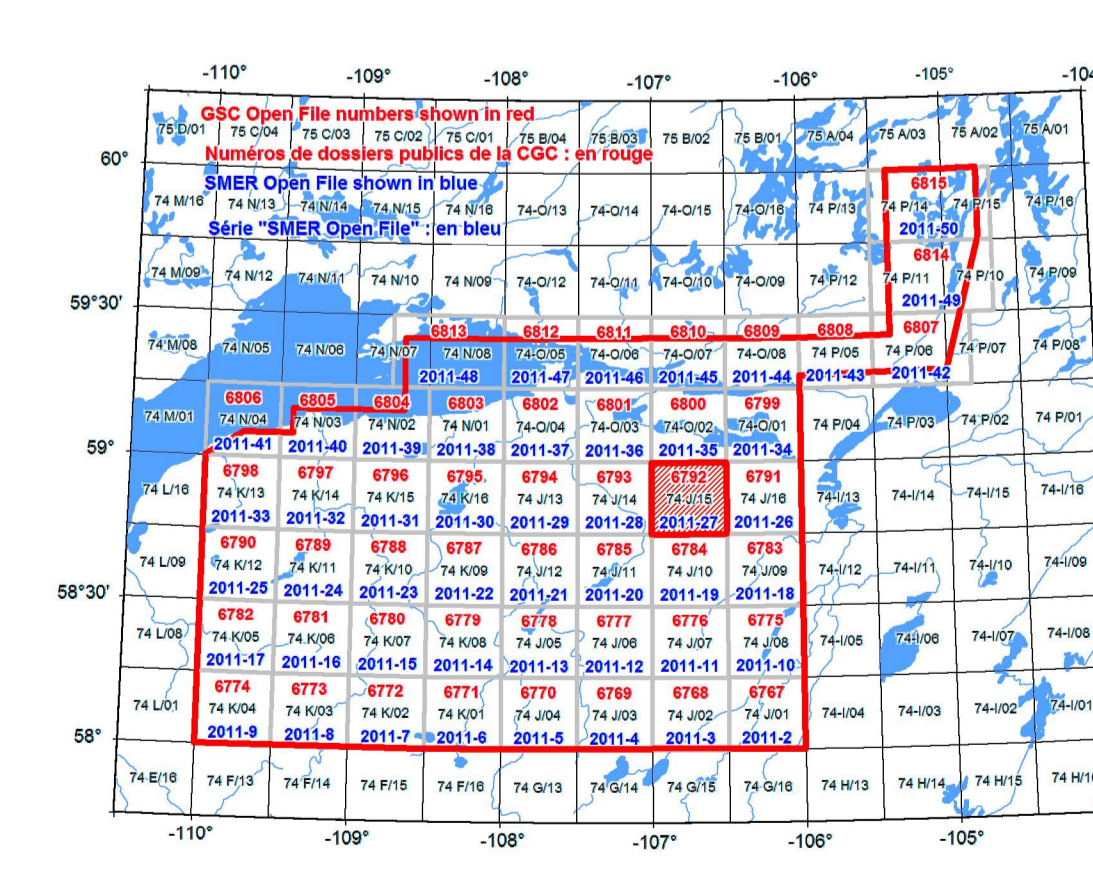 -110° -109° -108° -107° -106° -105° -104
GSC Open File numbers shown in red
75 D/01 75 C/04 75 C/03 75 C/02 75 C/01 75 B/04 75 B/03 75 B/02 75 B/01 75 A/04 75 A/03 75 A/02 75 A/01
Numéros de dossiers publics de la CGC : en rouge
60°
SMER Open File shown in blue
6815
74 M/16 74 N/13 74 N/14 74 N/15 74 N/16 74-O/13 74-O/14 74-O/15 74-O/16 74 P/13 74 P/14 74 P/15 74 P/16
Série "SMER Open File" : en bleu
2011-50
6814
74 M/09 74 N/12 74 N/11 74 N/10 74 N/09 74-O/12 74-O/11 74-O/10 74-O/09 74 P/12 74 P/11 74 P/10 74 P/09
2011-49
59°30'
6813 6812 6811 6810 6809 6808 6807
74 M/08 74 N/05 74 N/06 74 N/07 74 N/08 74-O/05 74-O/06 74-O/07 74-O/08 74 P/05 74 P/06 74 P/07 74 P/08
2011-48 2011-47 2011-46 2011-45 2011-44 2011-43 2011-42
6806 6805 6804 6803 6802 6801 6800 6799
74 M/01 74 N/04 74 N/03 74 N/02 74 N/01 74-O/04 74-O/03 74-O/02 74-O/01 74 P/04 74 P/03 74 P/02 74 P/01
59°
2011-41 2011-40 2011-39 2011-38 2011-37 2011-36 2011-35 2011-34
6798 6797 6796 6795 6794 6793 6792 6791
74 L/16 74 K/13 74 K/14 74 K/15 74 K/16 74 J/13 74 J/14 74 J/15 74 J/16 74-I/13 74-I/14 74-I/15 74-I/16
2011-33 2011-32 2011-31 2011-30 2011-29 2011-28 2011-27 2011-26
6790 6789 6788 6787 6786 6785 6784 6783
74 L/09 74 K/12 74 K/11 74 K/10 74 K/09 74 J/12 74 J/11 74 J/10 74 J/09 74-I/12 74-I/11 74-I/10 74-I/09
58°30'
2011-25 2011-24 2011-23 2011-22 2011-21 2011-20 2011-19 2011-18
6782 6781 6780 6779 6778 6777 6776 6775
74 L/08 74 K/05 74 K/06 74 K/07 74 K/08 74 J/05 74 J/06 74 J/07 74 J/08 74-I/05 74-I/06 74-I/07 74-I/08
2011-17 2011-16 2011-15 2011-14 2011-13 2011-12 2011-11 2011-10
6774 6773 6772 6771 6770 6769 6768 6767
74 L/01 74 K/04 74 K/03 74 K/02 74 K/01 74 J/04 74 J/03 74 J/02 74 J/01 74-I/04 74-I/03 74-I/02 74-I/01
58°
2011-9 2011-8 2011-7 2011-6 2011-5 2011-4 2011-3 2011-2
74 E/16 74 F/13 74 F/14 74 F/15 74 F/16 74 G/13 74 G/14 74 G/15 74 G/16 74 H/13 74 H/14 74 H/15 74 H/1
-110° -109° -108° -107° -106° -105°